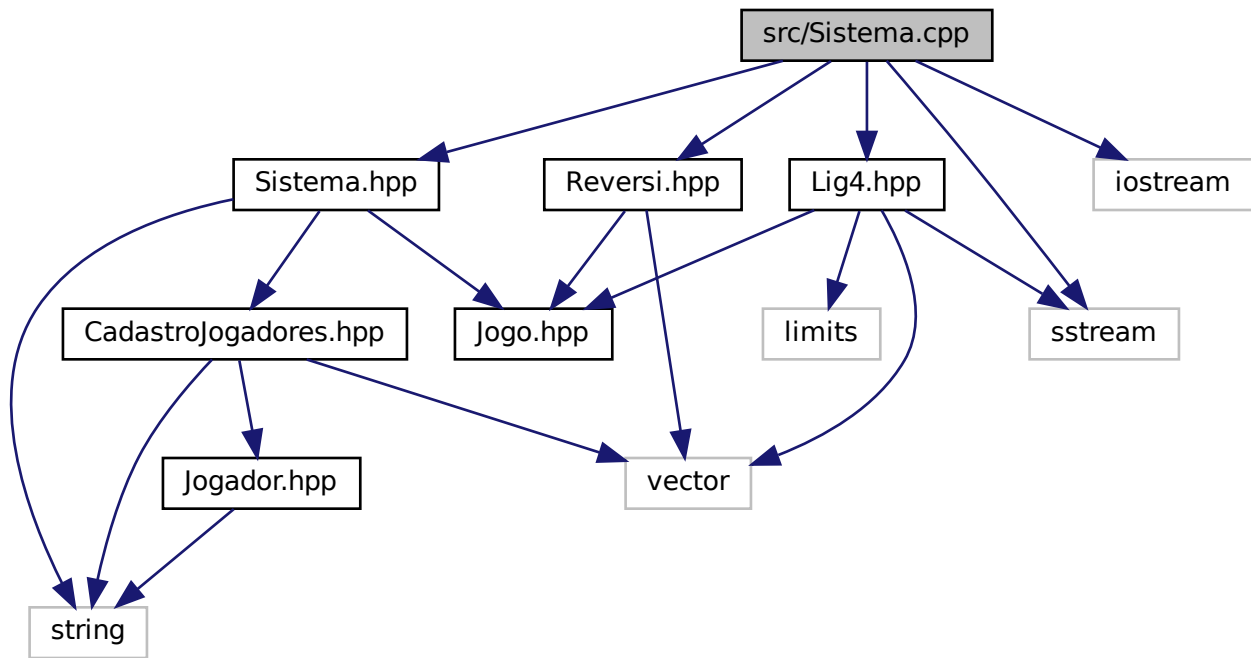 src/Sistema.cpp
Sistema.hpp
Reversi.hpp
Lig4.hpp
iostream
CadastroJogadores.hpp
Jogo.hpp
limits
sstream
Jogador.hpp
vector
string